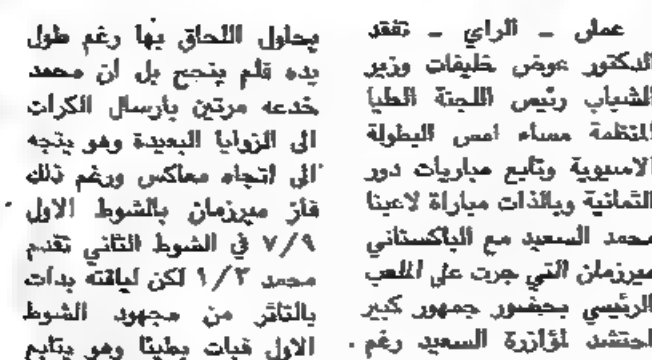 عمان - الراي - تفقد
الدكتور عوض خليفات وزير
الشباب رئيس اللجنة العليا
المنظمة مساء امس البطولة
الاسيوية وتابع مباريات دور
الثمانية وبالذات مباراة لاعبنا
محمد السعيد مع الباكستاني
ميرزمان التي جرت على الملعب
الرئيسي بحضور جمهور كبير
احتشد لمؤازرة السعيد رغم .
يحاول اللحاق بها رغم طول
يده فلم ينجح بل ان محمد
خدعه مرتين بارسال الكرات
الى الزوايا البعيدة وهو يتجه
الى اتجاه معاكس ورغم ذلك
فاز ميرزمان بالشوط الاول
٧/٩ في الشوط الثاني تقدم
محمد ١/٣ لكن لياقته بدات
بالتاثر من مجهود الشوط
الاول فبات بطيئا وهو يتابع